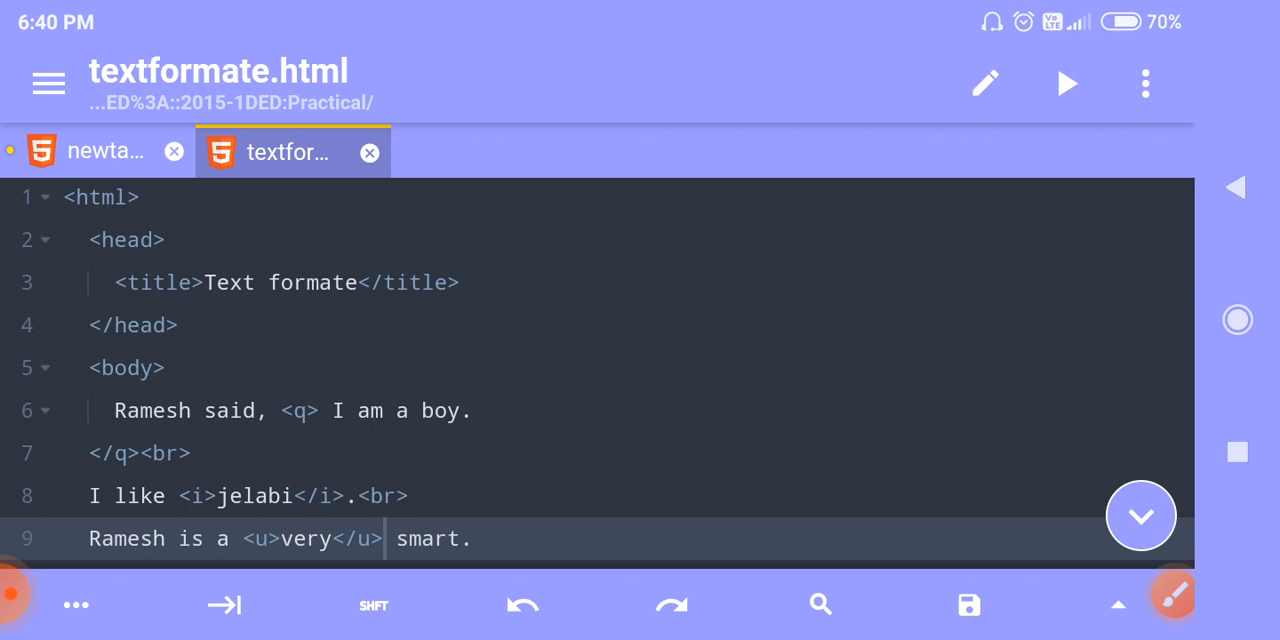 6:40 PM
Vo LTE
70%
textformate.html
...ED%3A::2015-1DED:Practical/
newta...
textfor...
1 <html>
2 <head>
3 <title>Text formate</title>
4 </head>
5 <body>
6 Ramesh said, <q> I am a boy.
7 </q><br>
8 I like <i>jelabi</i>.<br>
9 Ramesh is a <u>very</u> smart.
SHFT